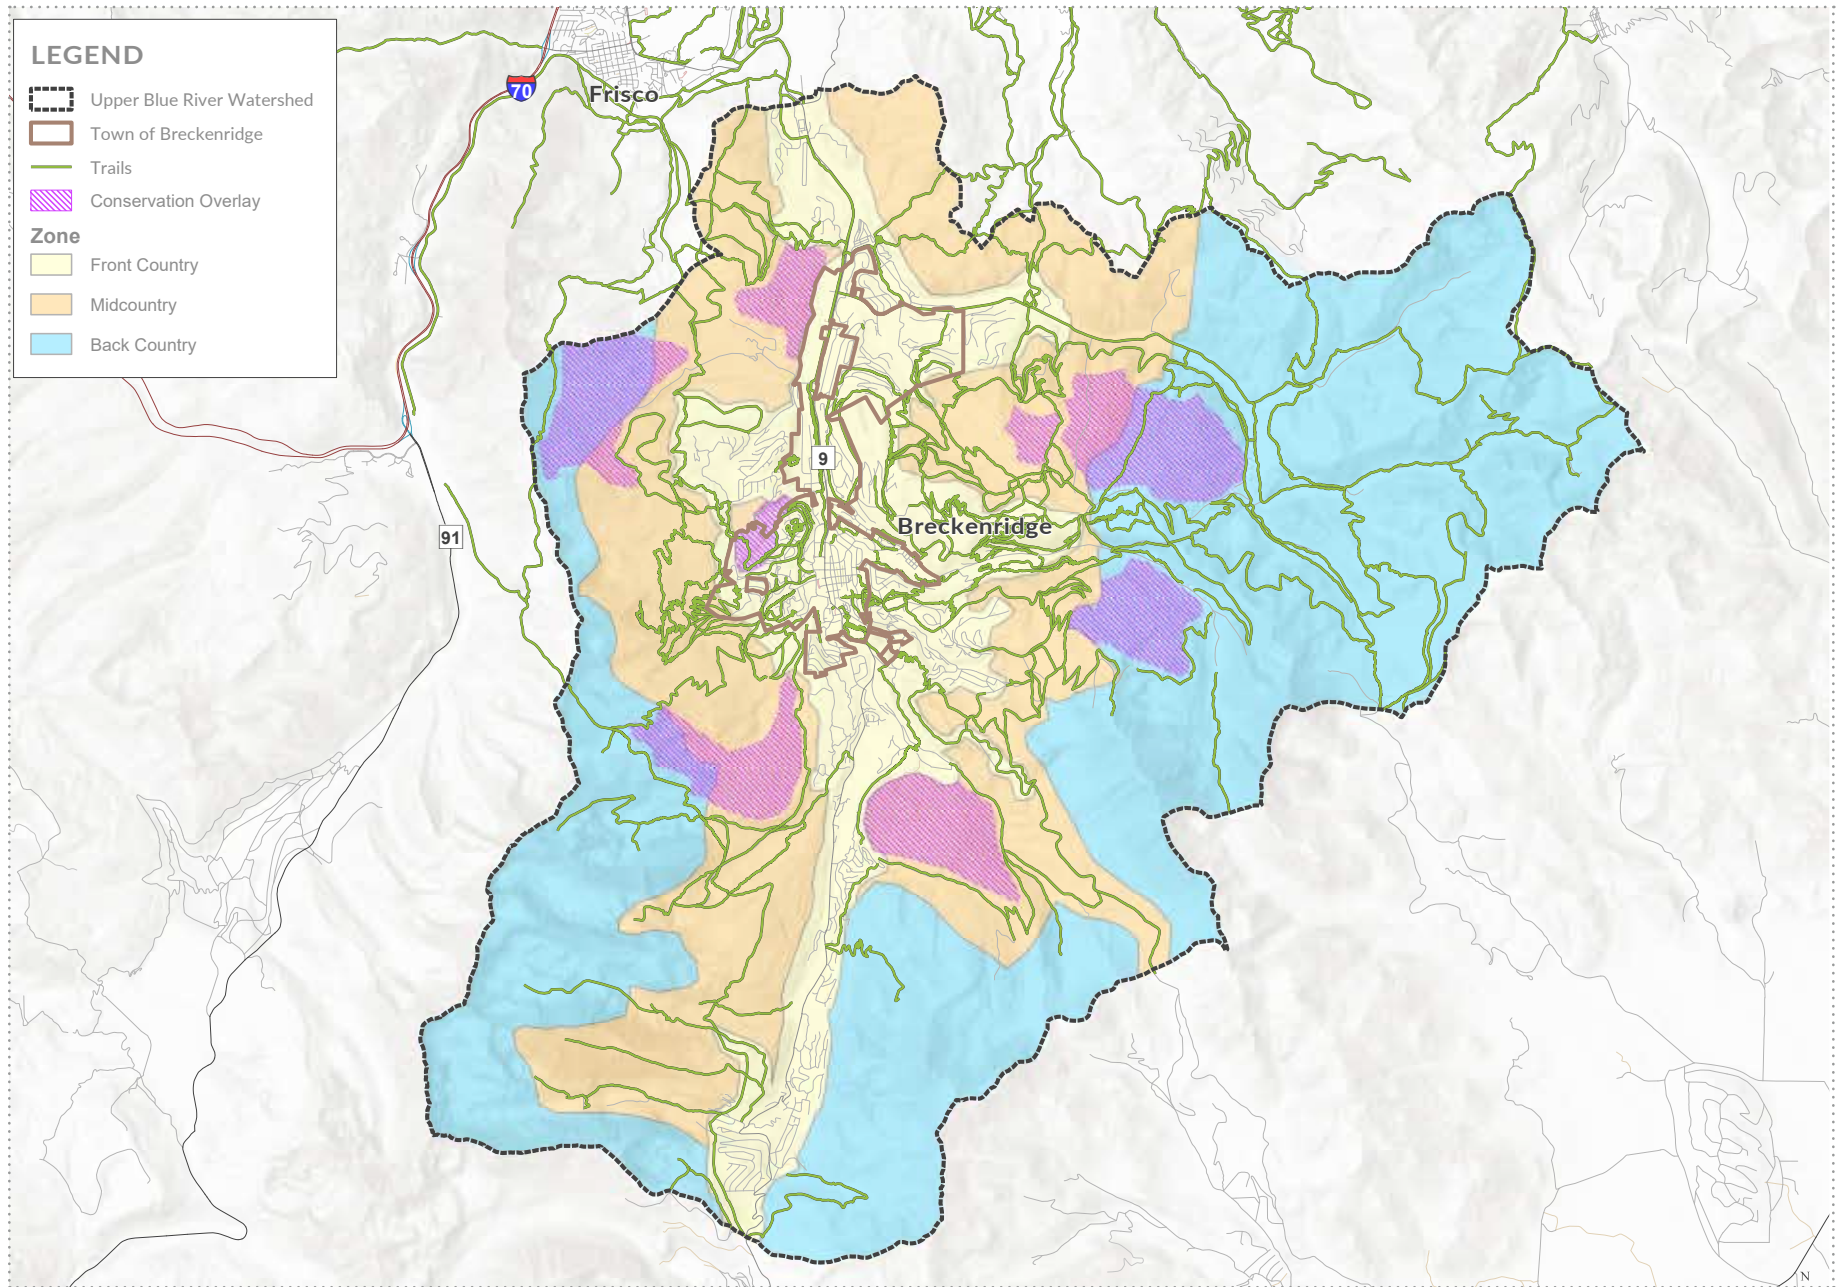 LEGEND
Upper Blue River Watershed
Town of Breckenridge
Trails
Conservation Overlay
Zone
Front Country
Midcountry
Back Country
70
Frisco
9
Breckenridge
91
N